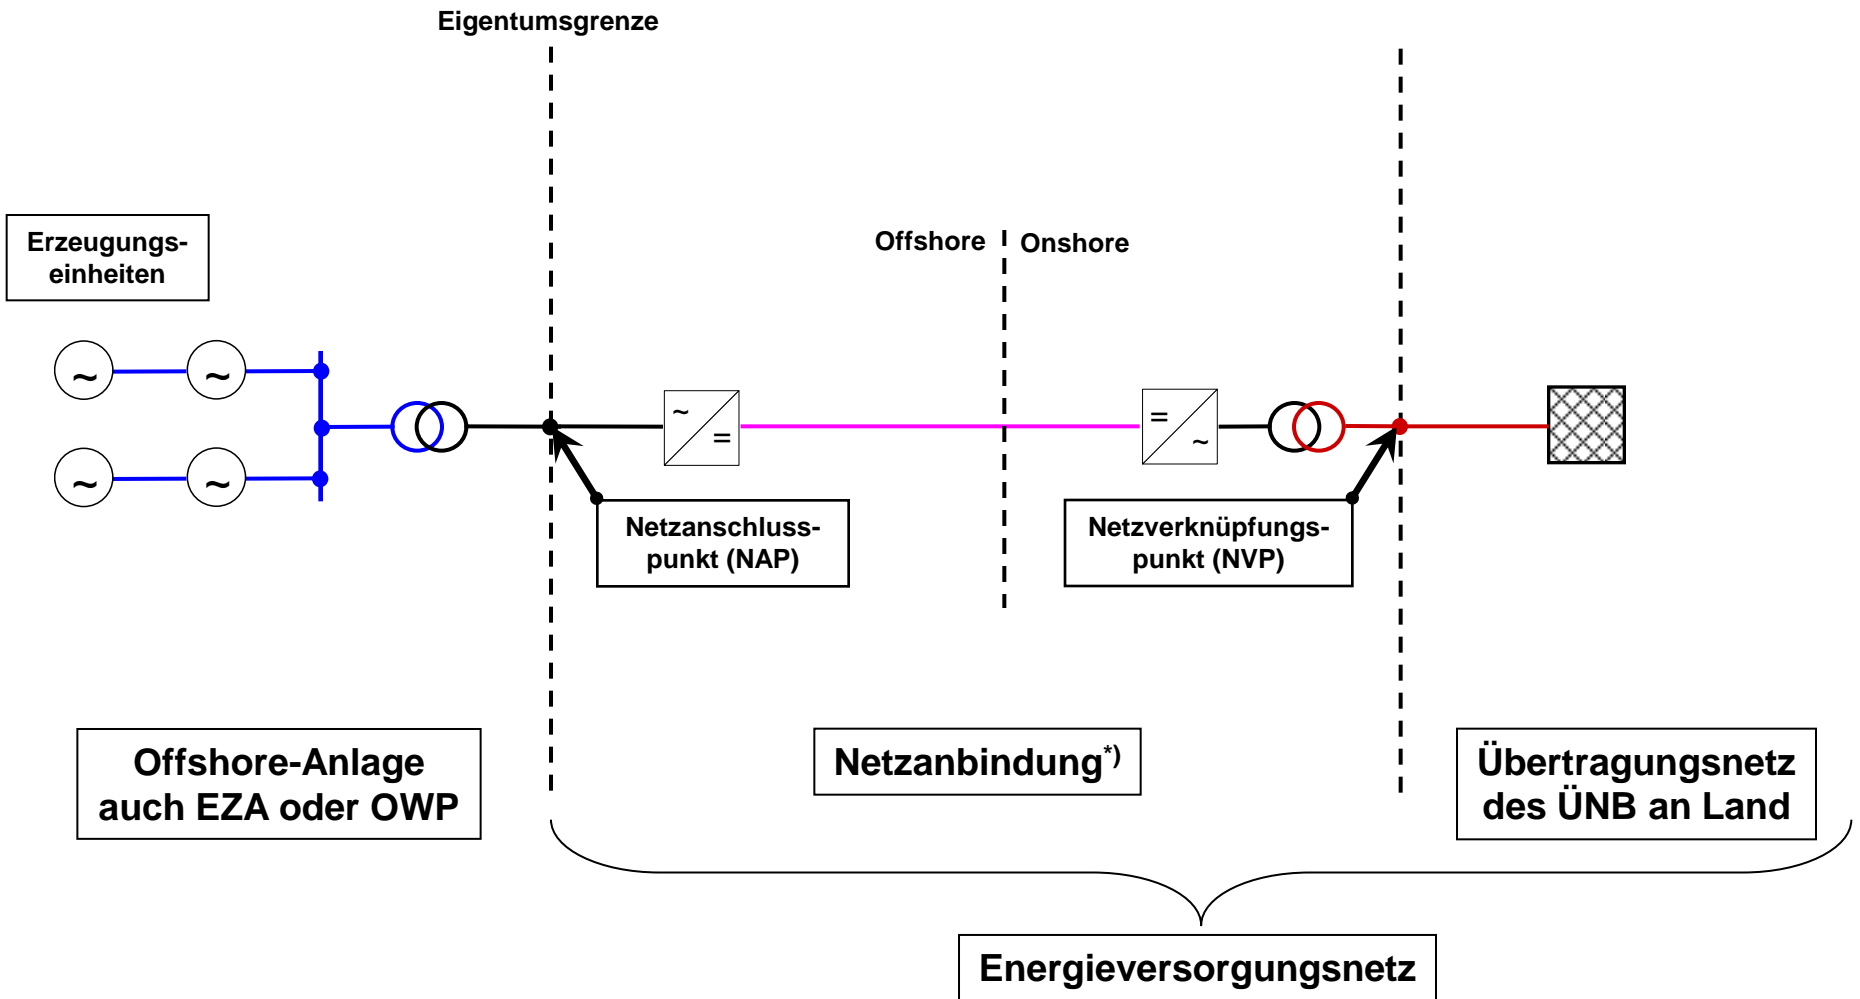 Eigentumsgrenze
Offshore
Onshore
Erzeugungs-
einheiten
~
~
~
~
~
=
=
~
Netzanschluss-
punkt (NAP)
Netzverknüpfungs-
punkt (NVP)
Offshore-Anlage
auch EZA oder OWP
Netzanbindung*)
Übertragungsnetz
des ÜNB an Land
Energieversorgungsnetz